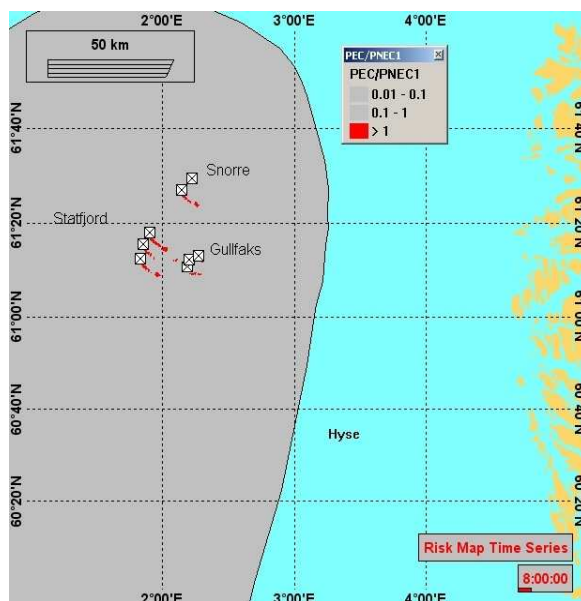 2°00'E 3°00'E 4°00'E
50 km
PEC/PNEC1
PEC/PNEC1
0.01 - 0.1
0.1 - 1
> 1
61°40'N
61°40'N
Snorre
61°20'N
Statfjord
61°20'N
Gullfaks
61°00'N
61°00'N
60°40'N
60°40'N
Hyse
60°20'N
60°20'N
Risk Map Time Series
8:00:00
2°00'E 3°00'E 4°00'E